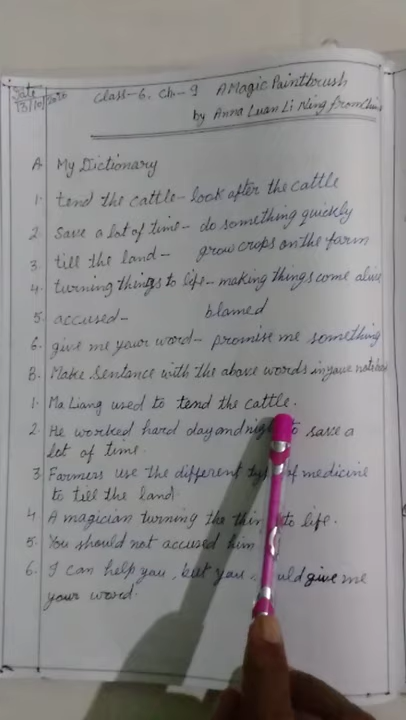 Date
13/10/2026
Class-6. Ch-9 A Magic Paintbrush
by Anna Luan Li Ning from China
A. My Dictionary
1. tend the cattle- look after the cattle
2. save a lot of time- do something quickly
3. till the land- grow crops on the farm
4. turning things to life- making things come alive
5. accused- blamed
6. give me your word- promise me something
B. Make Sentence with the above words in your
1. Ma Liang used to tend the cattle.
2. He worked hard day and to save a
lot of time.
3. Farmers use the different of medicine
to till the land.
4. A magician turning the to life.
5. You should not accused him
6. I can help you, but you give me
your word.